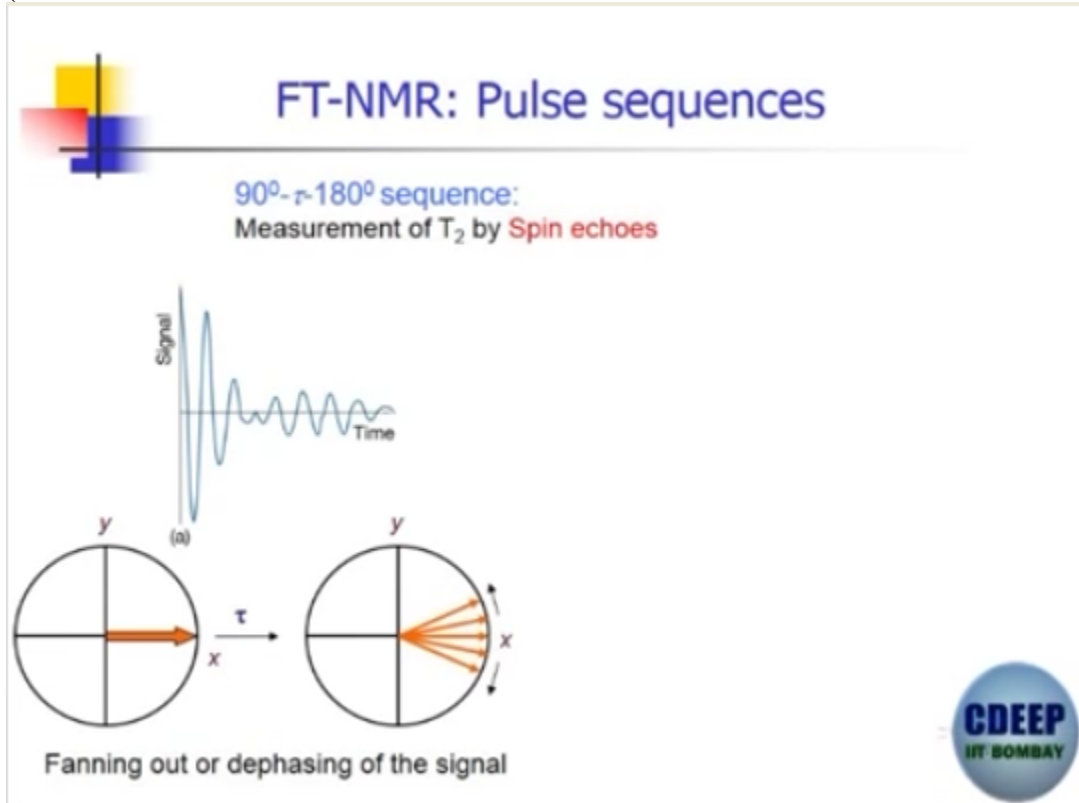 FT-NMR: Pulse sequences
90⁰-τ-180⁰ sequence:
Measurement of T₂ by Spin echoes
Signal
Time
(a)
y
x
τ
y
x
Fanning out or dephasing of the signal
CDEEP
IIT BOMBAY